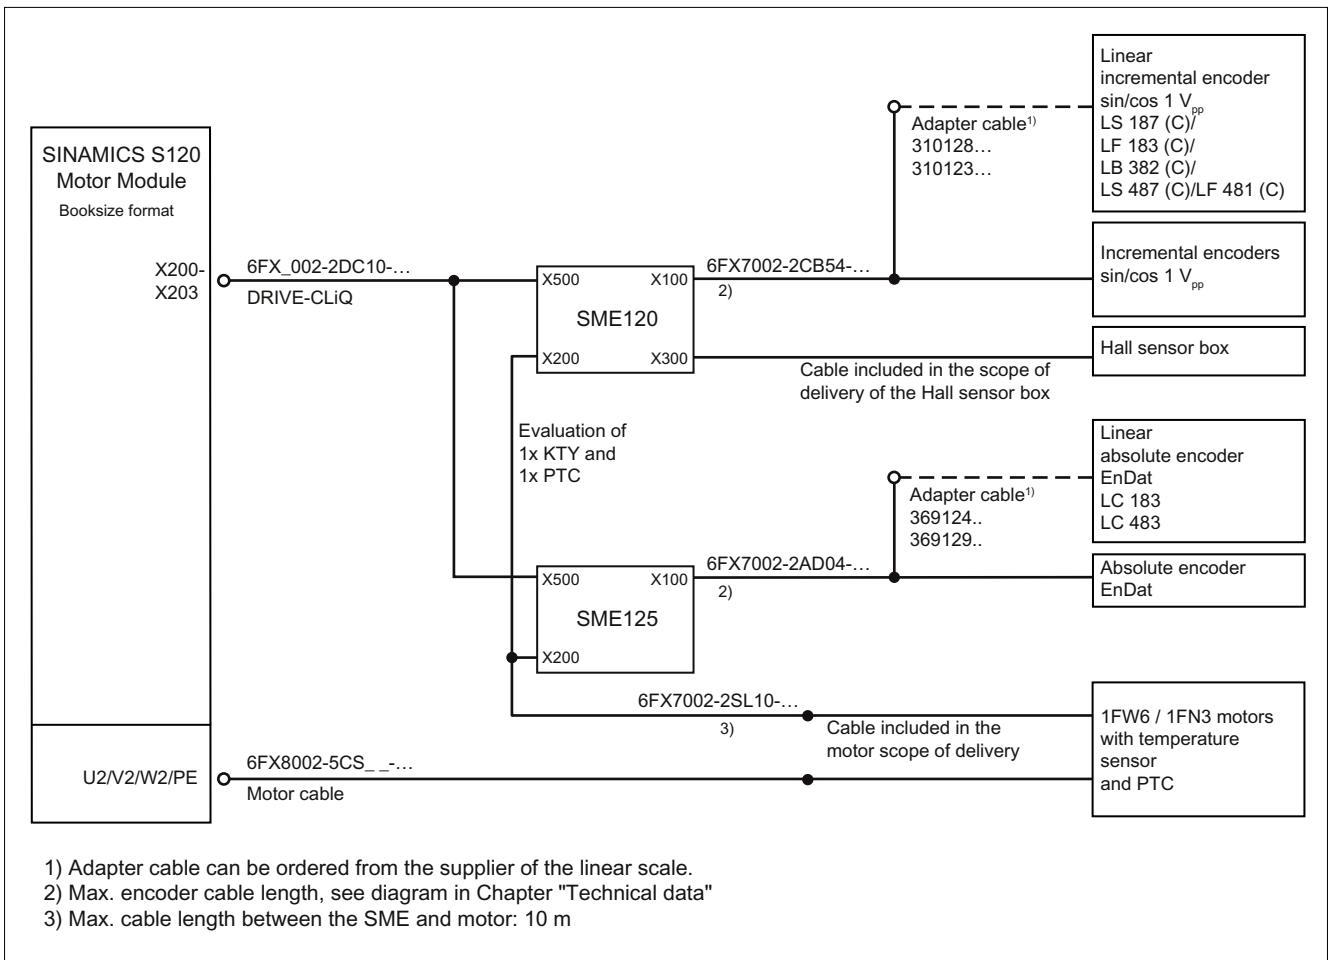 SINAMICS S120
Motor Module
Booksize format
X200-
X203
U2/V2/W2/PE
6FX_002-2DC10-...
DRIVE-CLiQ
X500
X100
SME120
X200
X300
Evaluation of
1x KTY and
1x PTC
X500
X100
SME125
X200
6FX7002-2CB54-...
2)
Adapter cable1)
310128...
310123...
Cable included in the scope of
delivery of the Hall sensor box
6FX7002-2AD04-...
2)
Adapter cable1)
369124..
369129..
6FX7002-2SL10-...
3)
Cable included in the
motor scope of delivery
6FX8002-5CS_ _-...
Motor cable
Linear
incremental encoder
sin/cos 1 Vpp
LS 187 (C)/
LF 183 (C)/
LB 382 (C)/
LS 487 (C)/LF 481 (C)
Incremental encoders
sin/cos 1 Vpp
Hall sensor box
Linear
absolute encoder
EnDat
LC 183
LC 483
Absolute encoder
EnDat
1FW6 / 1FN3 motors
with temperature
sensor
and PTC
1) Adapter cable can be ordered from the supplier of the linear scale.
2) Max. encoder cable length, see diagram in Chapter "Technical data"
3) Max. cable length between the SME and motor: 10 m